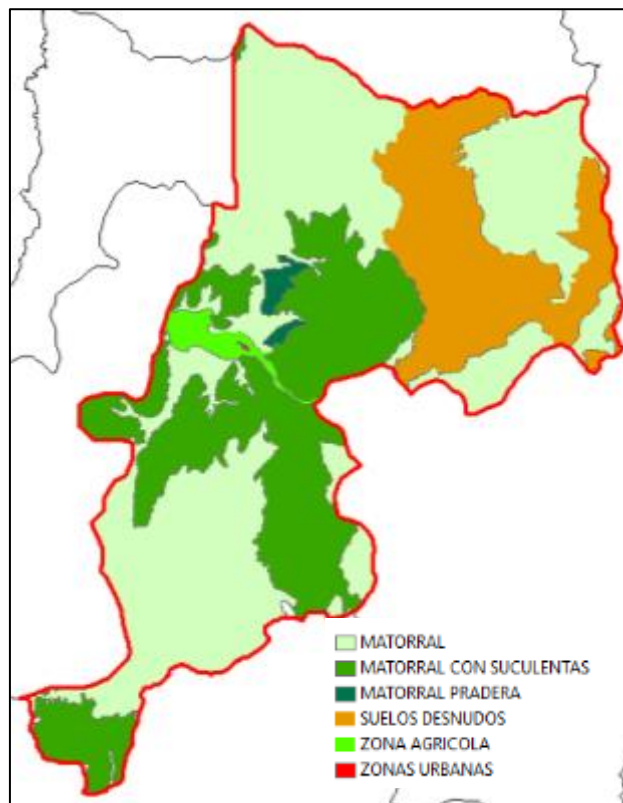 MATORRAL
MATORRAL CON SUCULENTAS
MATORRAL PRADERA
SUELOS DESNUDOS
ZONA AGRICOLA
ZONAS URBANAS